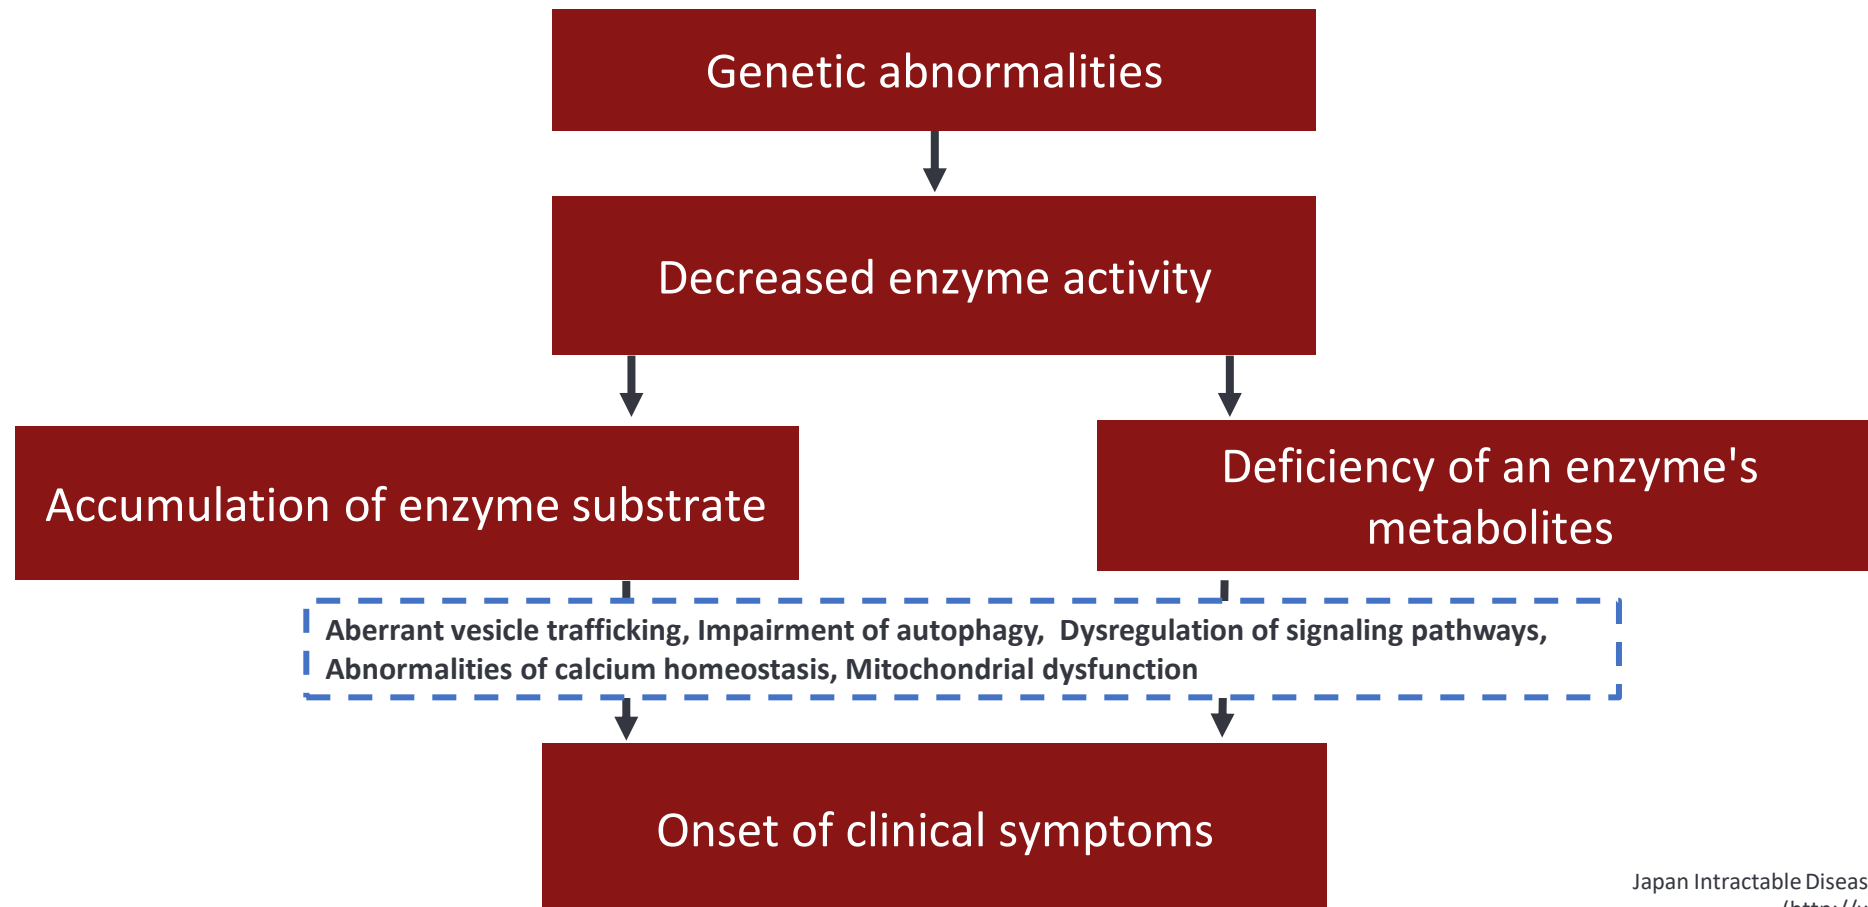 Genetic abnormalities
Decreased enzyme activity
Accumulation of enzyme substrate
Deficiency of an enzyme's
metabolites
Aberrant vesicle trafficking, Impairment of autophagy,  Dysregulation of signaling pathways,
Abnormalities of calcium homeostasis, Mitochondrial dysfunction
Onset of clinical symptoms
Japan Intractable Diseas